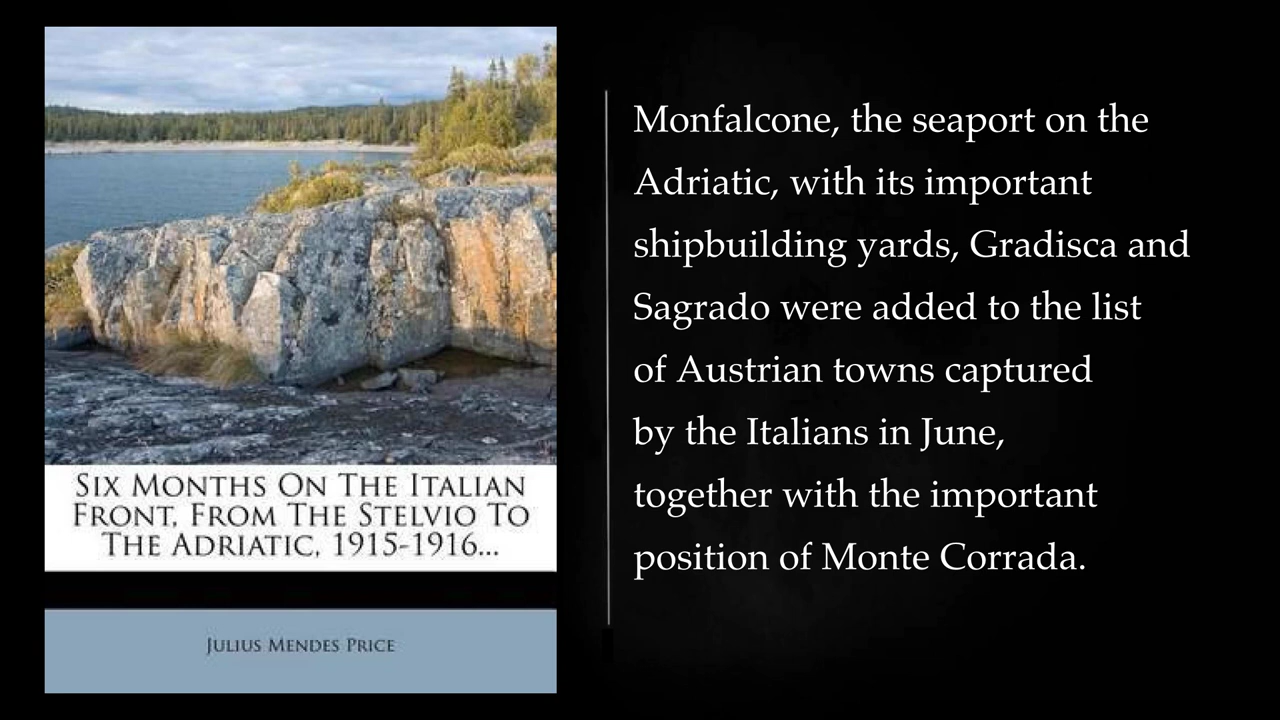 Six Months On The Italian
Front, From The Stelvio To
The Adriatic, 1915-1916...
Julius Mendes Price
Monfalcone, the seaport on the
Adriatic, with its important
shipbuilding yards, Gradisca and
Sagrado were added to the list
of Austrian towns captured
by the Italians in June,
together with the important
position of Monte Corrada.